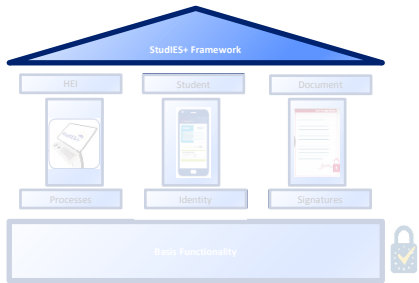 StudIES+ Framework
HEI
Student
Document
Processes
Identity
Signatures
Basis Functionality